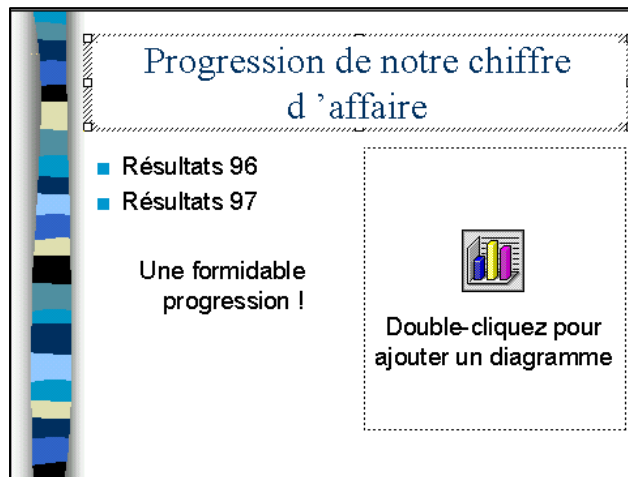 Progression de notre chiffre
d ’affaire
Résultats 96
Résultats 97
Une formidable
progression !
Double-cliquez pour
ajouter un diagramme